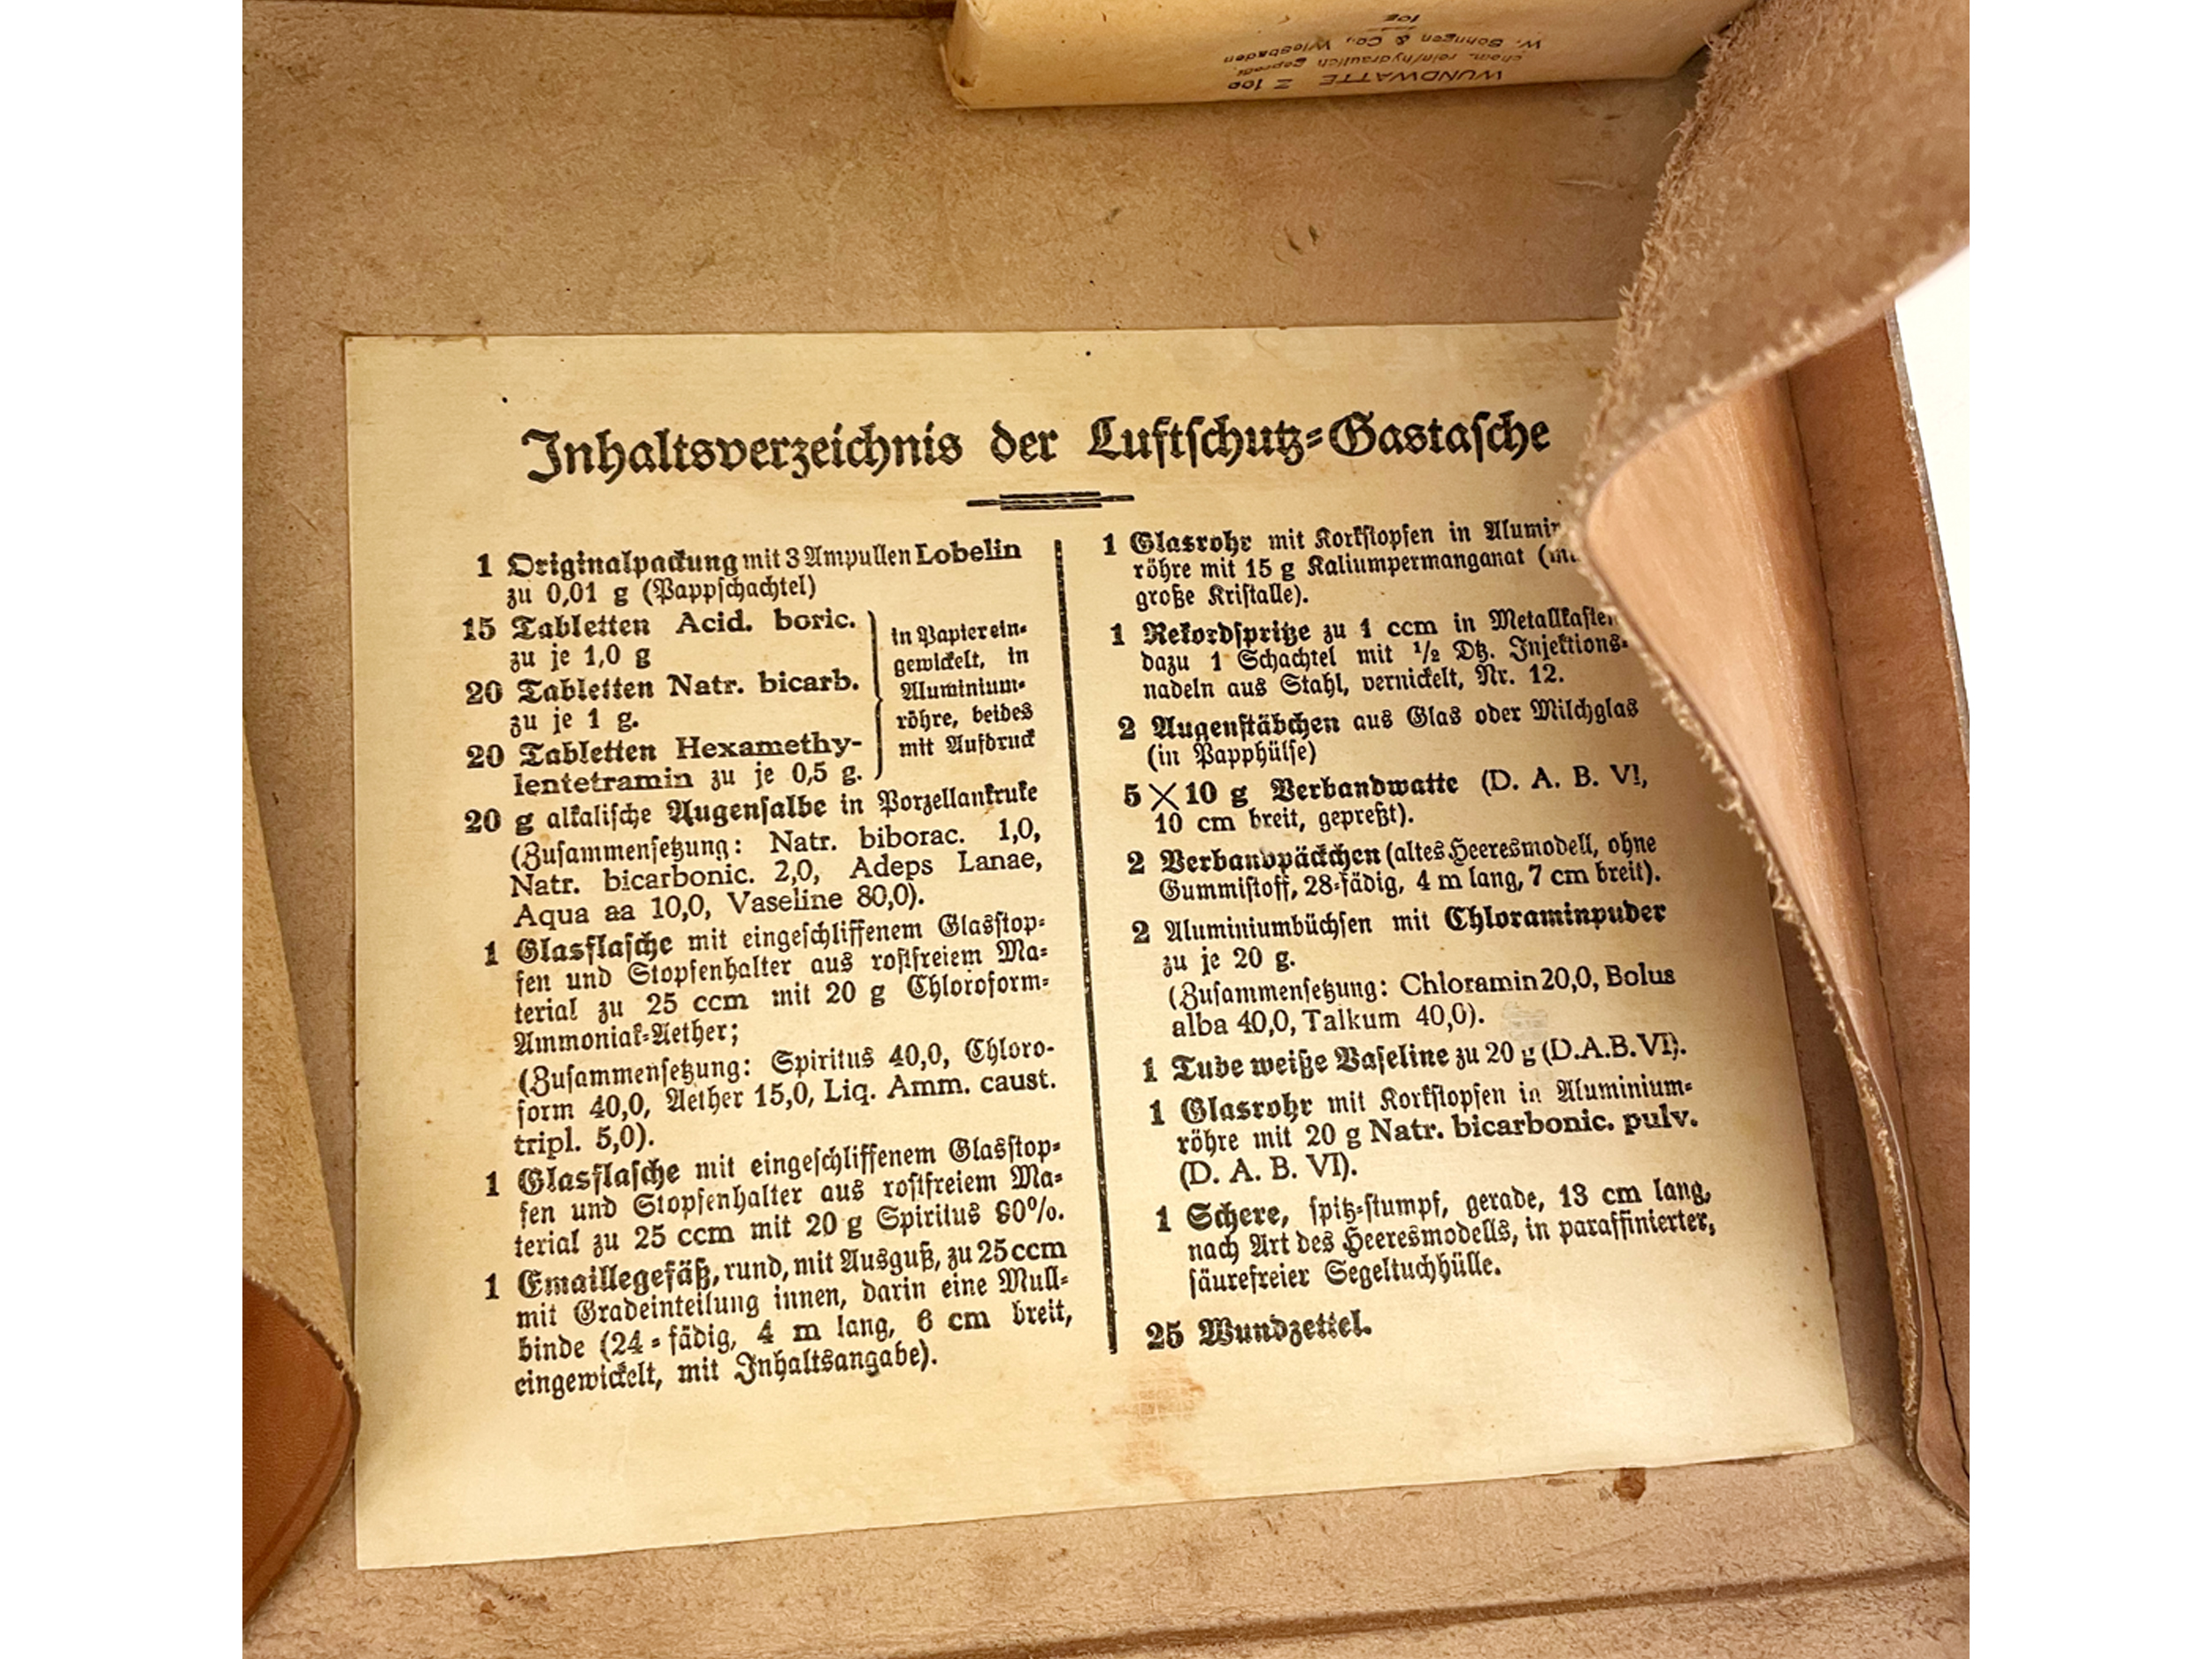 WUNDWATTE Z 100
chem. rein/hydraulisch gepreßt.
W. Söhngen & Co., Wiesbaden
10g
Inhaltsverzeichnis der Luftschutz=Gastasche
1 Originalpackung mit 3 Ampullen Lobelin
zu 0,01 g (Pappschachtel)
15 Tabletten Acid. boric.
zu je 1,0 g
20 Tabletten Natr. bicarb.
zu je 1 g.
20 Tabletten Hexamethy-
lentetramin zu je 0,5 g.
in Papier ein=
gewickelt, in
Aluminium=
röhre, beides
mit Aufdruck
20 g alkalische Augensalbe in Porzellankruke
(Zusammensetzung: Natr. biborac. 1,0,
Natr. bicarbonic. 2,0, Adeps Lanae,
Aqua aa 10,0, Vaseline 80,0).
1 Glasflasche mit eingeschliffenem Glasstop=
fen und Stopfenhalter aus rostfreiem Ma=
terial zu 25 ccm mit 20 g Chloroform=
Ammoniak=Aether;
(Zusammensetzung: Spiritus 40,0, Chloro-
form 40,0, Aether 15,0, Liq. Amm. caust.
tripl. 5,0).
1 Glasflasche mit eingeschliffenem Glasstop=
fen und Stopfenhalter aus rostfreiem Ma=
terial zu 25 ccm mit 20 g Spiritus
1 Emaillegefäß, rund, mit Ausguß, zu 25 ccm
mit Gradeinteilung innen, darin eine Mull=
binde (24=fädig, 4 m lang, 6 cm breit,
eingewickelt, mit Inhaltsangabe).
1 Glasrohr mit Korkstopfen in Alumin
röhre mit 15 g Kaliumpermanganat
große Kristalle).
1 Rekordspritze zu 1 ccm in Metallkasten
dazu 1 Schachtel mit ½ Dtz. Injektions=
nadeln aus Stahl, vernickelt, Nr. 12.
2 Augenstäbchen aus Glas oder Milchglas
(in Papphülse)
5 × 10 g Verbandwatte (D. A. B. VI,
10 cm breit, gepreßt).
2 Verbandpäckchen (altes Heeresmodell, ohne
Gummistoff, 28=fädig, 4 m lang, 7 cm breit).
2 Aluminiumbüchsen mit Chloraminpuder
zu je 20 g.
(Zusammensetzung: Chloramin 20,0, Bolus
alba 40,0, Talkum 40,0).
1 Tube weiße Vaseline zu 20 g (D.A.B.VI).
1 Glasrohr mit Korkstopfen in Aluminium=
röhre mit 20 g Natr. bicarbonic. pulv.
(D. A. B. VI).
1 Schere, spitz=stumpf, gerade, 13 cm lang,
nach Art des Heeresmodells, in paraffinierter,
säurefreier Segeltuchhülle.
25 Wundzettel.